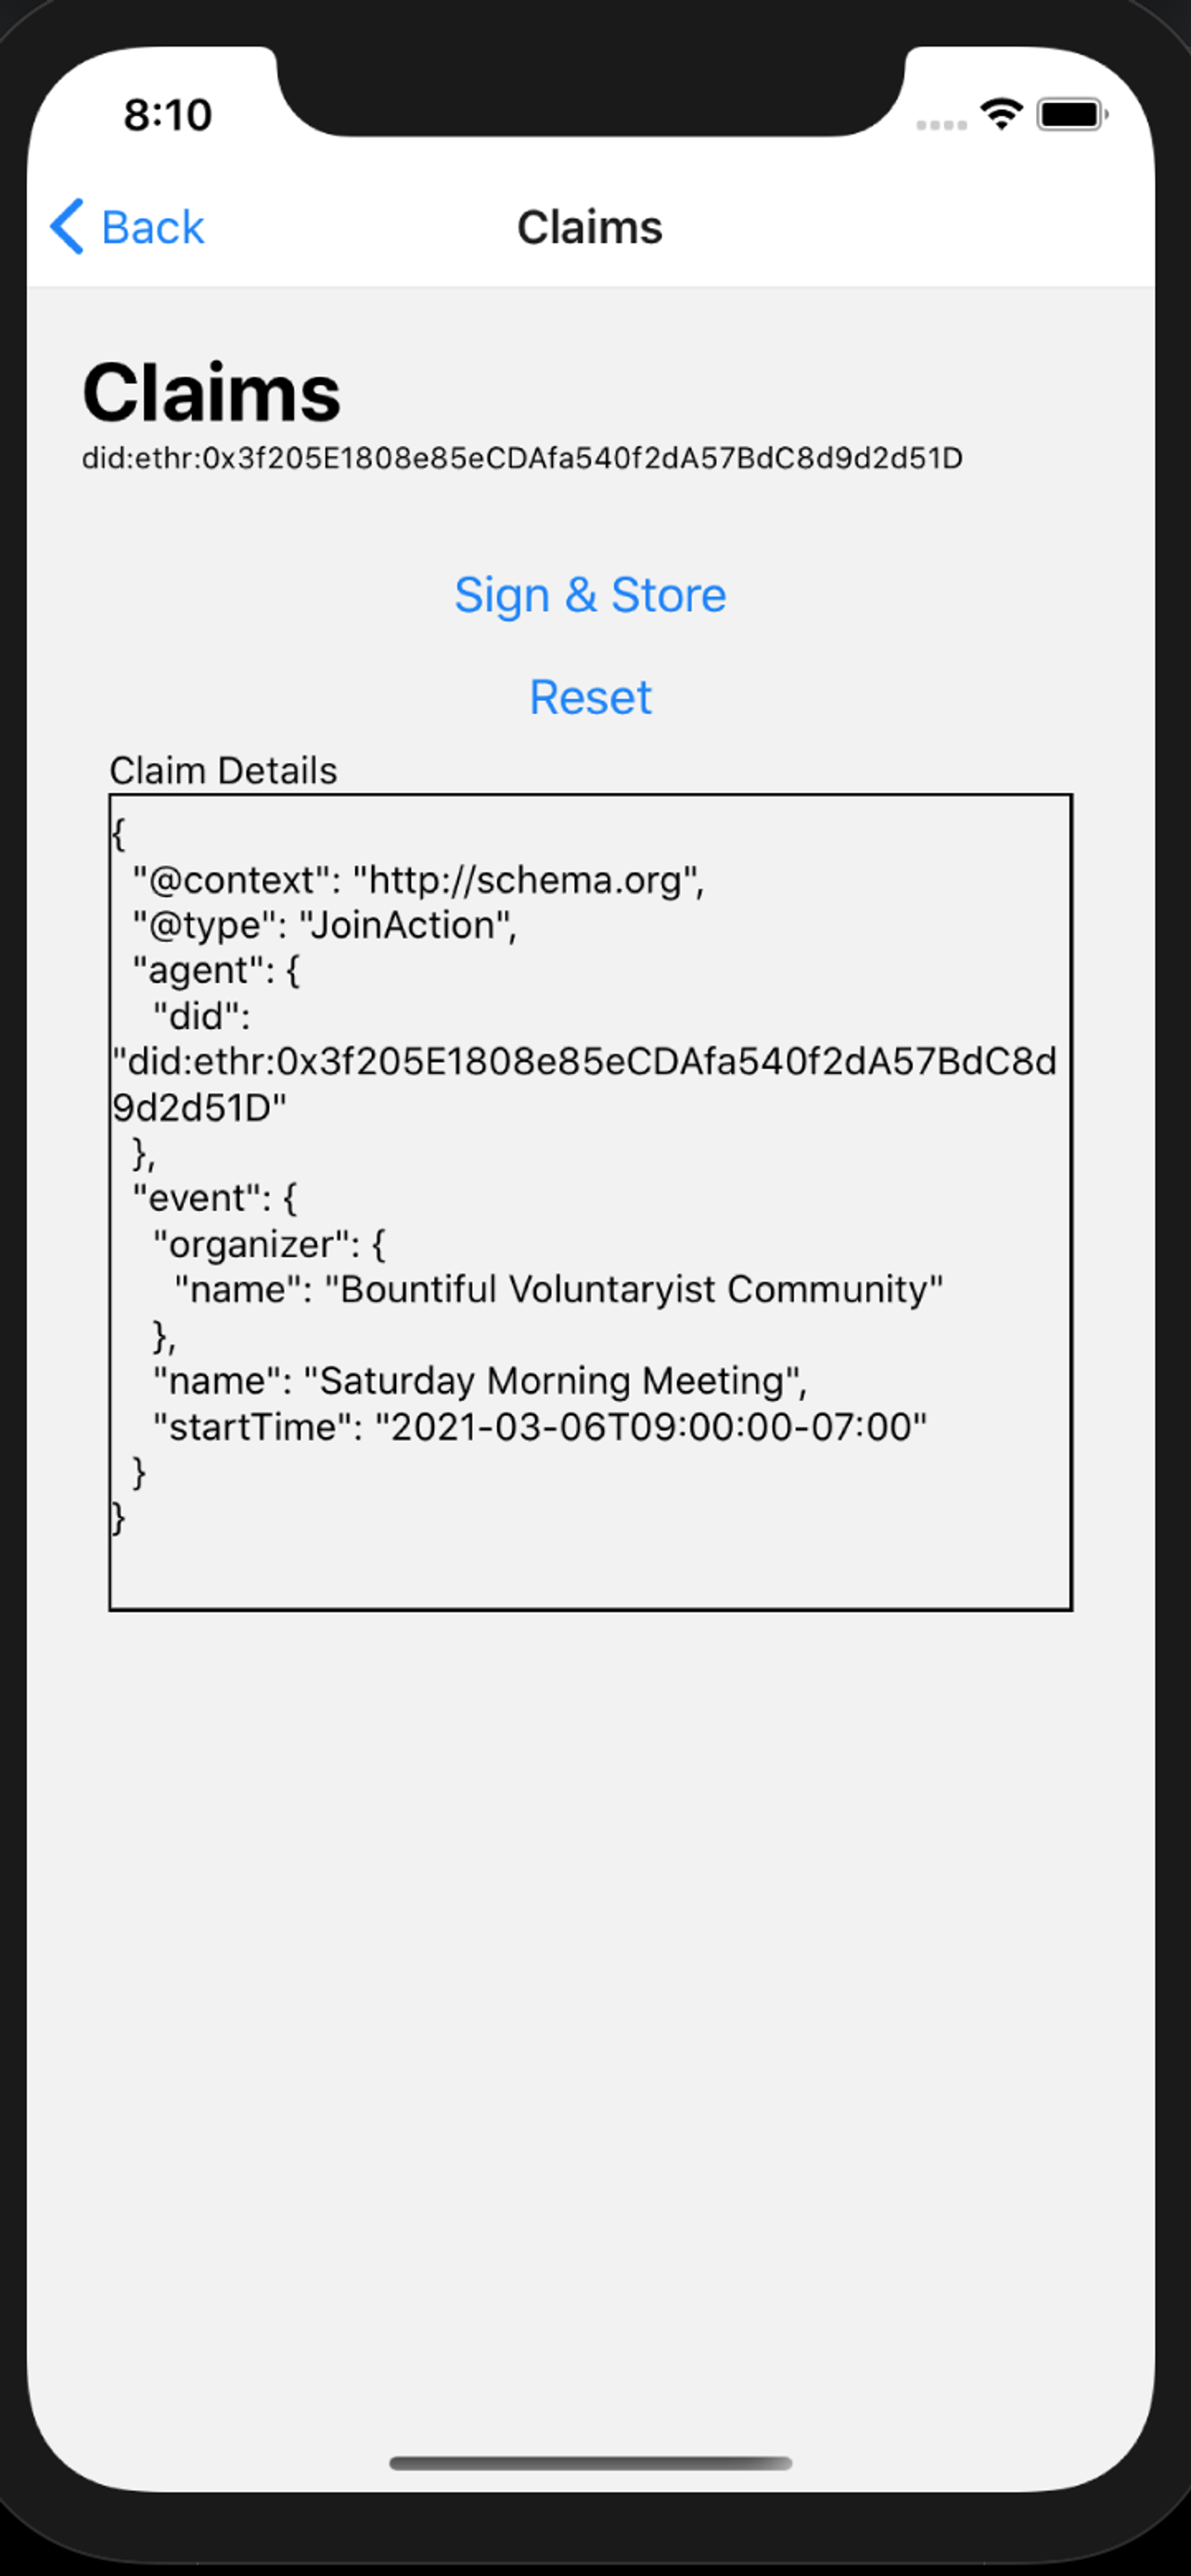 8:10
Back
Claims
Claims
did:ethr:0x3f205E1808e85eCDAfa540f2dA57BdC8d9d2d51D
Sign & Store
Reset
Claim Details
{
  "@context": "http://schema.org",
  "@type": "JoinAction",
  "agent": {
    "did":
"did:ethr:0x3f205E1808e85eCDAfa540f2dA57BdC8d
9d2d51D"
  },
  "event": {
    "organizer": {
      "name": "Bountiful Voluntaryist Community"
    },
    "name": "Saturday Morning Meeting",
    "startTime": "2021-03-06T09:00:00-07:00"
  }
}